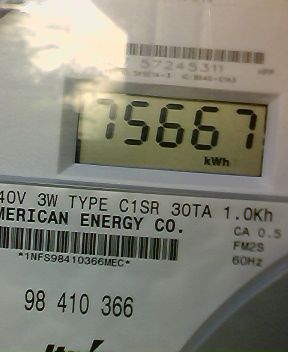 57245311
75667
kWh
40V 3W TYPE C1SR 30TA 1.0Kh
MERICAN ENERGY CO.
CA 0.5
FM2S
60Hz
*1NFS98410366MEC*
98 410 366